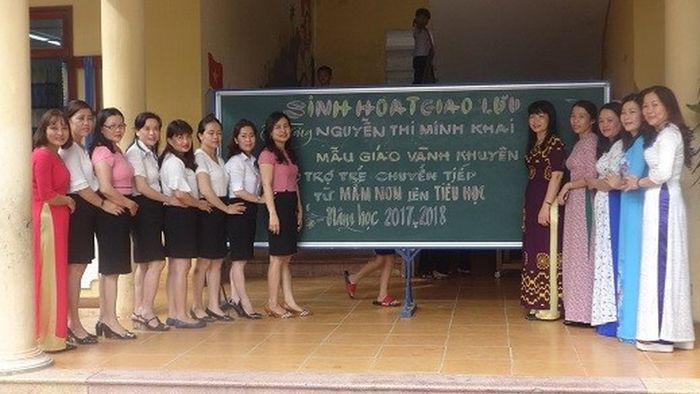 SINH HOẠT GIAO LƯU
NGUYỄN THỊ MINH KHAI
MẪU GIÁO VÀNH KHUYÊN
TRỢ TRẺ CHUYỂN TIẾP
TỪ MẦM NON LÊN TIỂU HỌC
Năm học 2017-2018